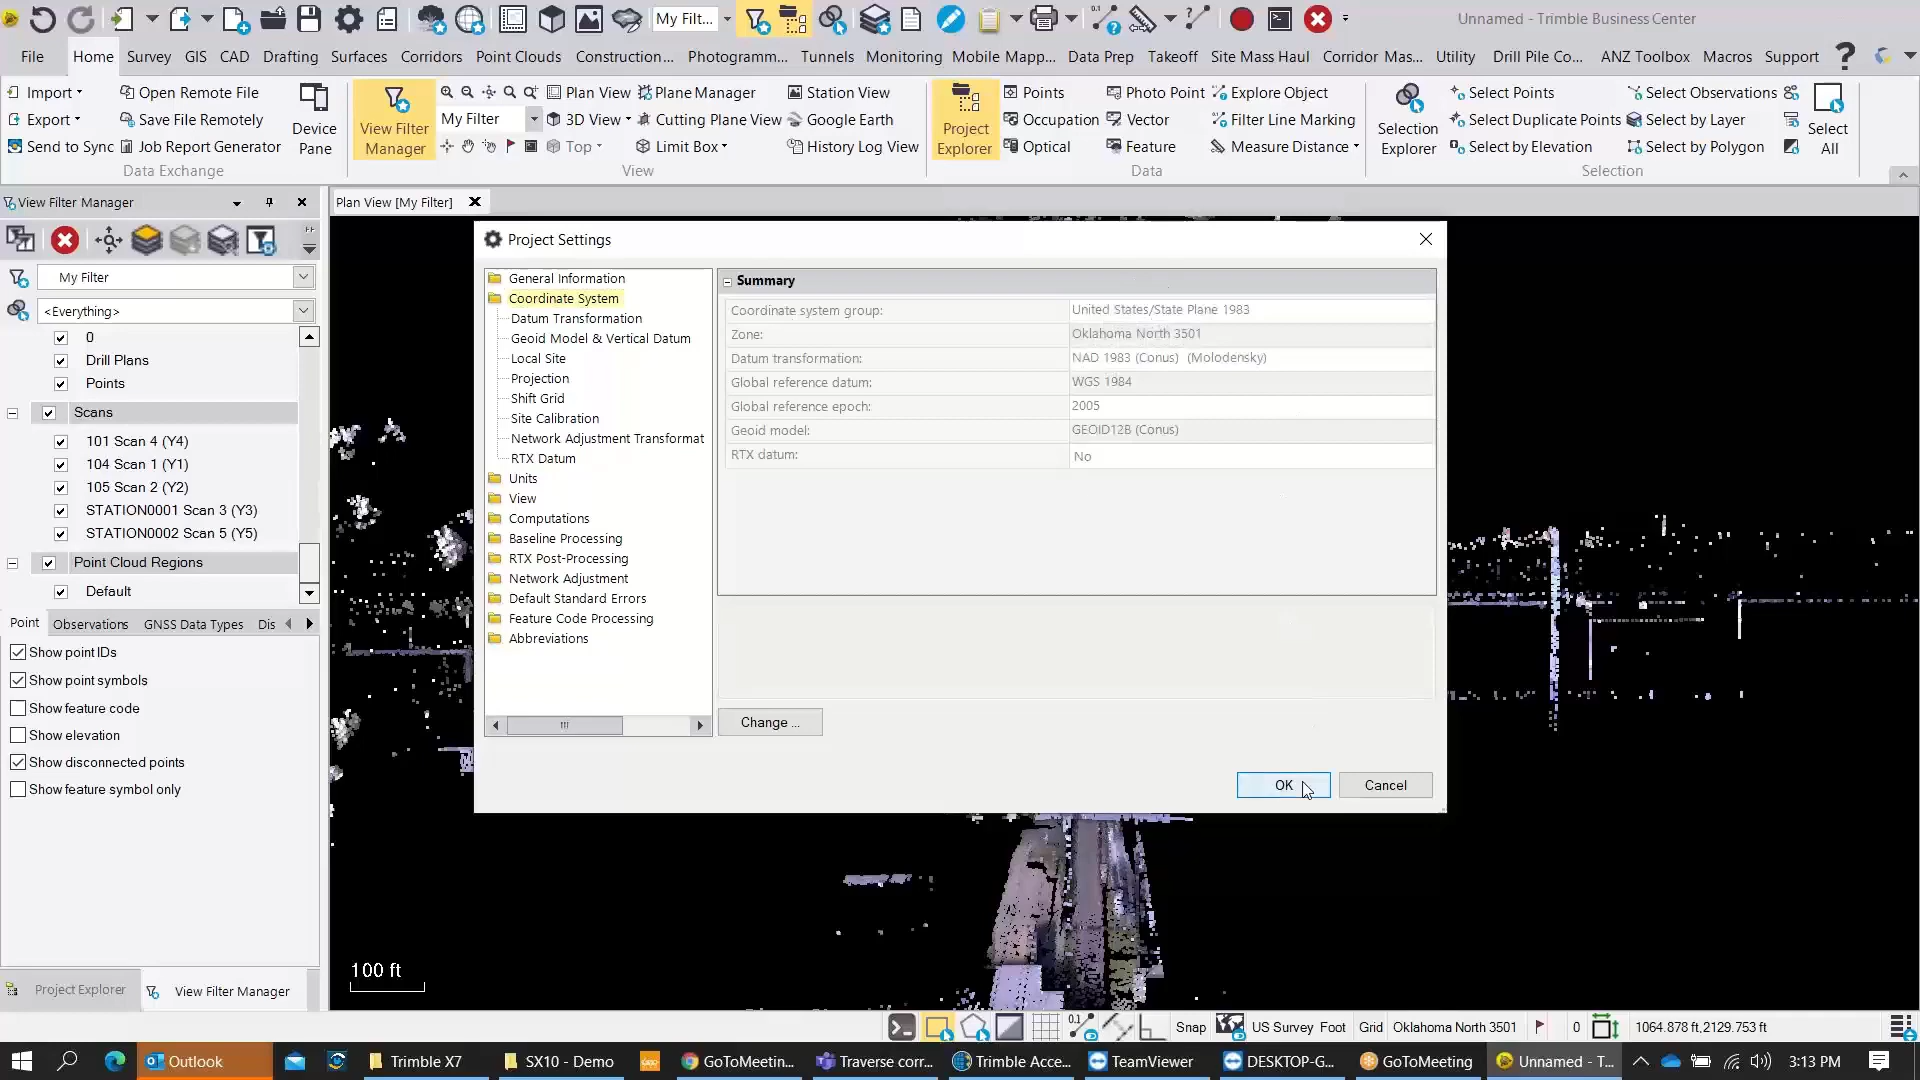 My Filt...
Unnamed - Trimble Business Center
File Home Survey GIS CAD Drafting Surfaces Corridors Point Clouds Construction... Photogramm... Tunnels Monitoring Mobile Mapp... Data Prep Takeoff Site Mass Haul Corridor Mas... Utility Drill Pile Co... ANZ Toolbox Macros Support
Import
Export
Send to Sync
Open Remote File
Save File Remotely
Job Report Generator
Device
Pane
Data Exchange
View Filter
Manager
My Filter
Plan View
3D View
Top
Plane Manager
Cutting Plane View
Limit Box
Station View
Google Earth
History Log View
View
Project
Explorer
Points
Occupation
Optical
Photo Point
Vector
Feature
Explore Object
Filter Line Marking
Measure Distance
Data
Selection
Explorer
Select Points
Select Duplicate Points
Select by Elevation
Select Observations
Select by Layer
Select by Polygon
Select
All
Selection
View Filter Manager
My Filter
<Everything>
0
Drill Plans
Points
Scans
101 Scan 4 (Y4)
104 Scan 1 (Y1)
105 Scan 2 (Y2)
STATION0001 Scan 3 (Y3)
STATION0002 Scan 5 (Y5)
Point Cloud Regions
Default
Point Observations GNSS Data Types Dis
Show point IDs
Show point symbols
Show feature code
Show elevation
Show disconnected points
Show feature symbol only
Project Explorer View Filter Manager
Plan View [My Filter]
Project Settings
General Information
Coordinate System
Datum Transformation
Geoid Model & Vertical Datum
Local Site
Projection
Shift Grid
Site Calibration
Network Adjustment Transformat
RTX Datum
Units
View
Computations
Baseline Processing
RTX Post-Processing
Network Adjustment
Default Standard Errors
Feature Code Processing
Abbreviations
Summary
Coordinate system group: United States/State Plane 1983
Zone: Oklahoma North 3501
Datum transformation: NAD 1983 (Conus) (Molodensky)
Global reference datum: WGS 1984
Global reference epoch: 2005
Geoid model: GEOID12B (Conus)
RTX datum: No
Change ...
OK Cancel
100 ft
Snap US Survey Foot Grid Oklahoma North 3501 0 1064.878 ft,2129.753 ft
Outlook Trimble X7 SX10 - Demo GoToMeetin... Traverse corr... Trimble Acce... TeamViewer DESKTOP-G... GoToMeeting Unnamed - T... 3:13 PM